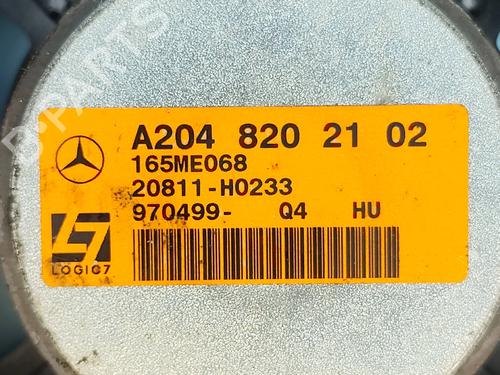 D-PARTS
A204 820 21 02
165ME068
20811-H0233
970499- Q4 HU
LOGIC7